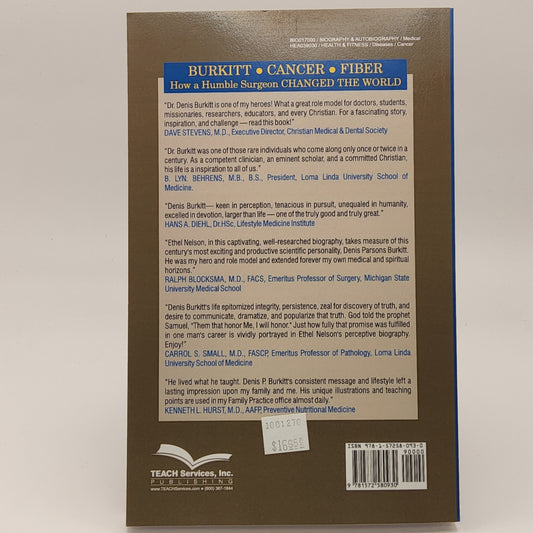 BIO017000 / BIOGRAPHY & AUTOBIOGRAPHY / Medical
HEA039030 / HEALTH & FITNESS / Diseases / Cancer
BURKITT • CANCER • FIBER
How a Humble Surgeon CHANGED THE WORLD
"Dr. Denis Burkitt is one of my heroes! What a great role model for doctors, students,
missionaries, researchers, educators, and every Christian. For a fascinating story,
inspiration, and challenge — read this book!"
DAVE STEVENS, M.D., Executive Director, Christian Medical & Dental Society
"Dr. Burkitt was one of those rare individuals who come along only once or twice in a
century. As a competent clinician, an eminent scholar, and a committed Christian,
his life is a inspiration to all of us."
B. LYN. BEHRENS, M.B., B.S., President, Loma Linda University School of
Medicine.
"Denis Burkitt— keen in perception, tenacious in pursuit, unequaled in humanity,
excelled in devotion, larger than life — one of the truly good and truly great."
HANS A. DIEHL, Dr.HSc, Lifestyle Medicine Institute
"Ethel Nelson, in this captivating, well-researched biography, takes measure of this
century's most exciting and productive scientific personality, Denis Parsons Burkitt.
He was my hero and role model and extended forever my own medical and spiritual
horizons."
RALPH BLOCKSMA, M.D., FACS, Emeritus Professor of Surgery, Michigan State
University Medical School
"Denis Burkitt's life epitomized integrity, persistence, zeal for discovery of truth, and
desire to communicate, dramatize, and popularize that truth. God told the prophet
Samuel, "Them that honor Me, I will honor." Just how fully that promise was fulfilled
in one man's career is vividly portrayed in Ethel Nelson's perceptive biography.
Enjoy!"
CARROL S. SMALL, M.D., FASCP, Emeritus Professor of Pathology, Loma Linda
University School of Medicine
"He lived what he taught. Denis P. Burkitt's consistent message and lifestyle left a
lasting impression upon my family and me. His unique illustrations and teaching
points are used in my Family Practice office almost daily."
KENNETH L. HURST, M.D., AAFP, Preventive Nutritional Medicine
1001270
$16.95
TEACH Services, Inc.
PUBLISHING
www.TEACHServices.com • (800) 367-1844
ISBN 978-1-57258-093-0
90000
9 781572 580930